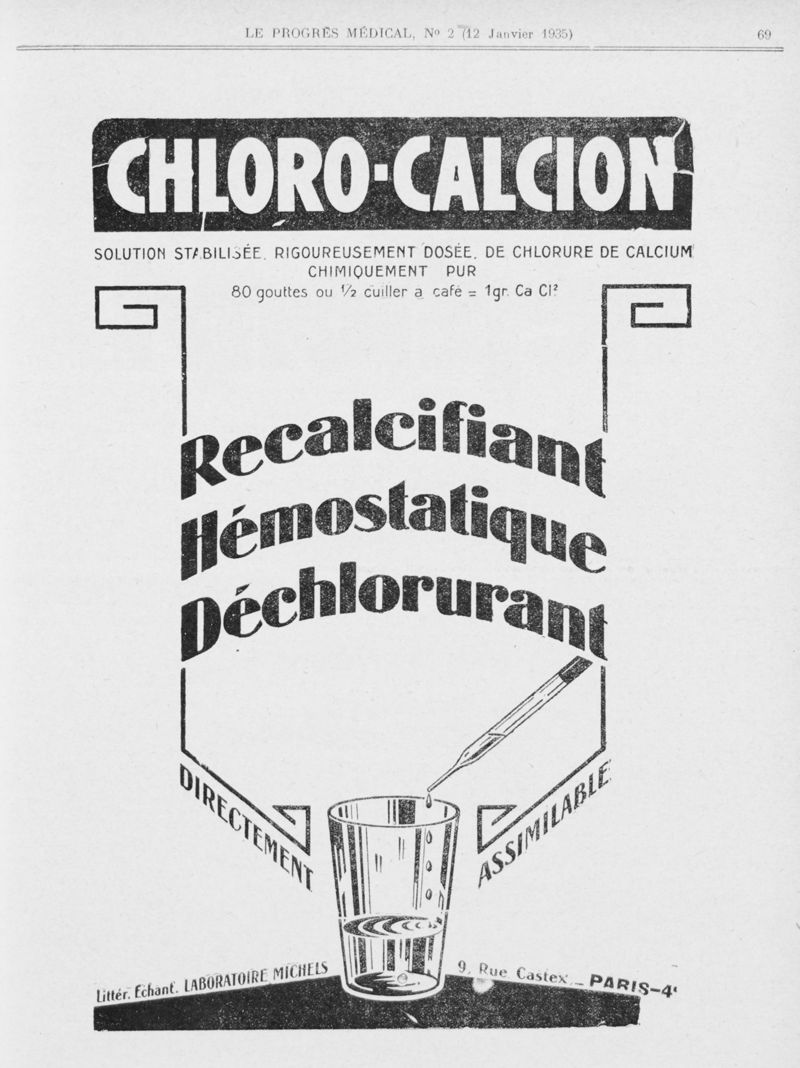 LE PROGRÈS MÉDICAL, Nº 2 (12 Janvier 1935)
69
CHLORO-CALCION
SOLUTION STABILISÉE, RIGOUREUSEMENT DOSÉE, DE CHLORURE DE CALCIUM
CHIMIQUEMENT PUR
80 gouttes ou ½ cuiller a café = 1gr. Ca Cl²
Recalcifiant
Hémostatique
Déchlorurant
DIRECTEMENT
ASSIMILABLE
Littér. Echant. LABORATOIRE MICHELS
9, Rue Castex _ PARIS-4ᵉ